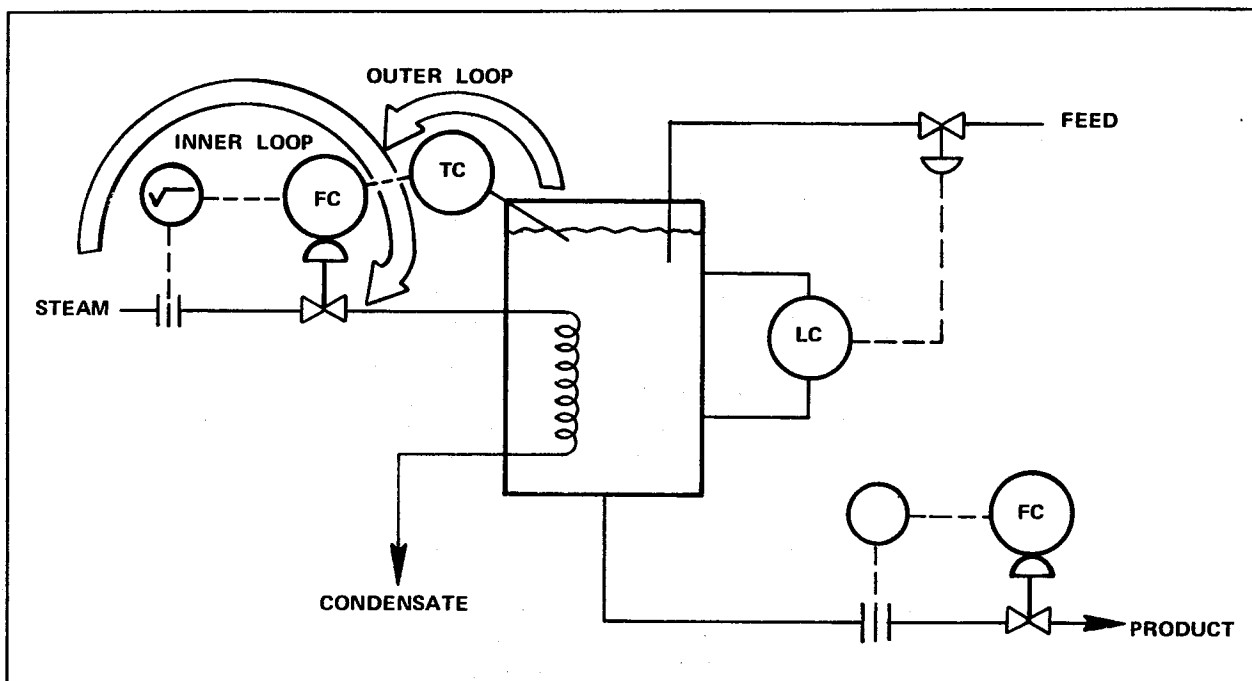 OUTER LOOP
INNER LOOP
FEED
TC
FC
√
STEAM
LC
FC
CONDENSATE
PRODUCT